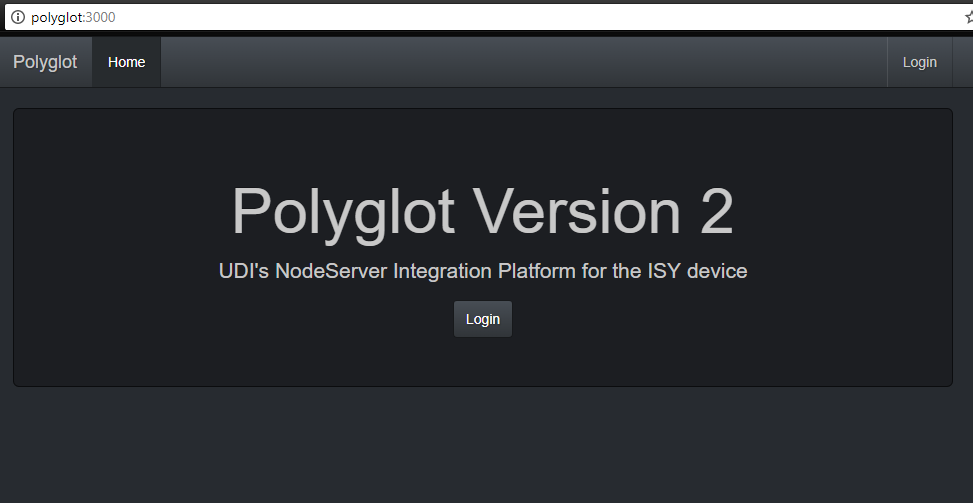 polyglot:3000
Polyglot Home Login
Polyglot Version 2
UDI's NodeServer Integration Platform for the ISY device
Login